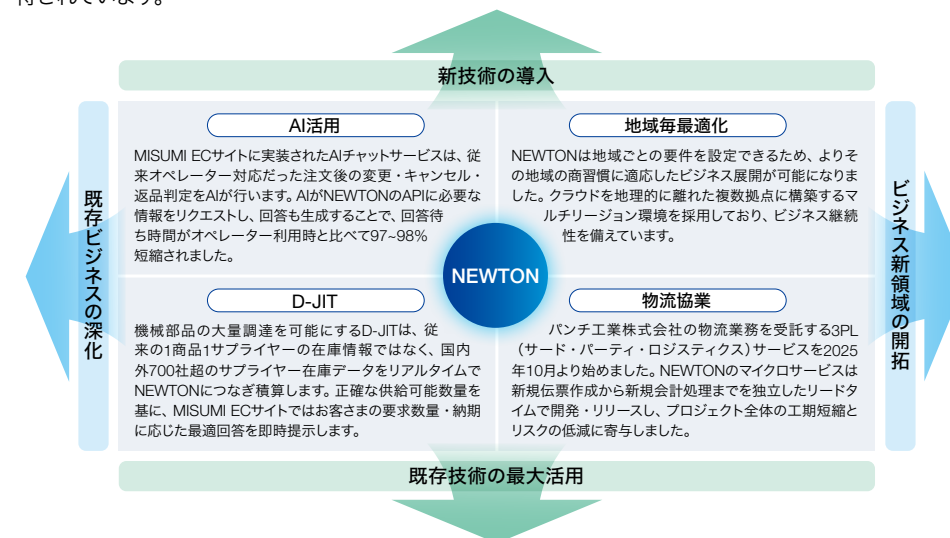 待されています。
新技術の導入
既存ビジネスの深化
AI活用
MISUMI ECサイトに実装されたAIチャットサービスは、従
来オペレーター対応だった注文後の変更・キャンセル・
返品判定をAIが行います。AIがNEWTONのAPIに必要な
情報をリクエストし、回答も生成することで、回答待
ち時間がオペレーター利用時と比べて97~98%
短縮されました。
地域毎最適化
NEWTONは地域ごとの要件を設定できるため、よりそ
の地域の商習慣に適応したビジネス展開が可能になりま
した。クラウドを地理的に離れた複数拠点に構築するマ
ルチリージョン環境を採用しており、ビジネス継続
性を備えています。
NEWTON
D-JIT
機械部品の大量調達を可能にするD-JITは、従
来の1商品1サプライヤーの在庫情報ではなく、国内
外700社超のサプライヤー在庫データをリアルタイムで
NEWTONにつなぎ積算します。正確な供給可能数量を
基に、MISUMI ECサイトではお客さまの要求数量・納期
に応じた最適回答を即時提示します。
物流協業
パンチ工業株式会社の物流業務を受託する3PL
（サード・パーティ・ロジスティクス）サービスを2025
年10月より始めました。NEWTONのマイクロサービスは
新規伝票作成から新規会計処理までを独立したリードタ
イムで開発・リリースし、プロジェクト全体の工期短縮と
リスクの低減に寄与しました。
ビジネス新領域の開拓
既存技術の最大活用